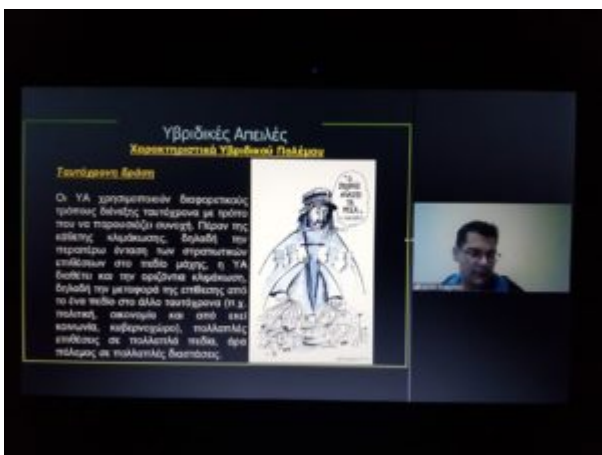 Υβριδικές Απειλές
Χαρακτηριστικά Υβριδικού Πολέμου
Ταυτόχρονη δράση
Οι ΥΑ χρησιμοποιούν διαφορετικούς
τρόπους διένεξης ταυτόχρονα με τρόπο
που να παρουσιάζει συνοχή. Πέραν της
κάθετης κλιμάκωσης, δηλαδή την
περαιτέρω ένταση των στρατιωτικών
επιθέσεων στο πεδίο μάχης, η ΥΑ
διαθέτει και την οριζόντια κλιμάκωση,
δηλαδή την μεταφορά της επίθεσης από
το ένα πεδίο στο άλλο ταυτόχρονα (π.χ.
πολιτική, οικονομία και από εκεί
κοινωνία, κυβερνοχώρο), πολλαπλές
επιθέσεις σε πολλαπλά πεδία, άρα
πόλεμος σε πολλαπλές διαστάσεις.